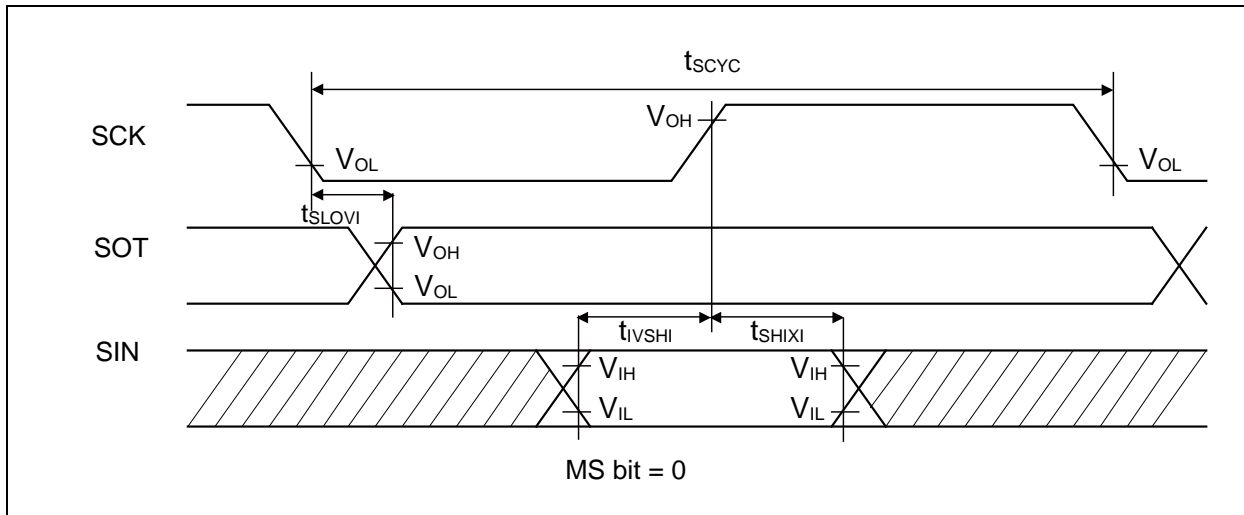 tSCYC
SCK
VOH
VOL
VOL
tSLOVI
SOT
VOH
VOL
tIVSHI
tSHIXI
SIN
VIH
VIH
VIL
VIL
MS bit = 0